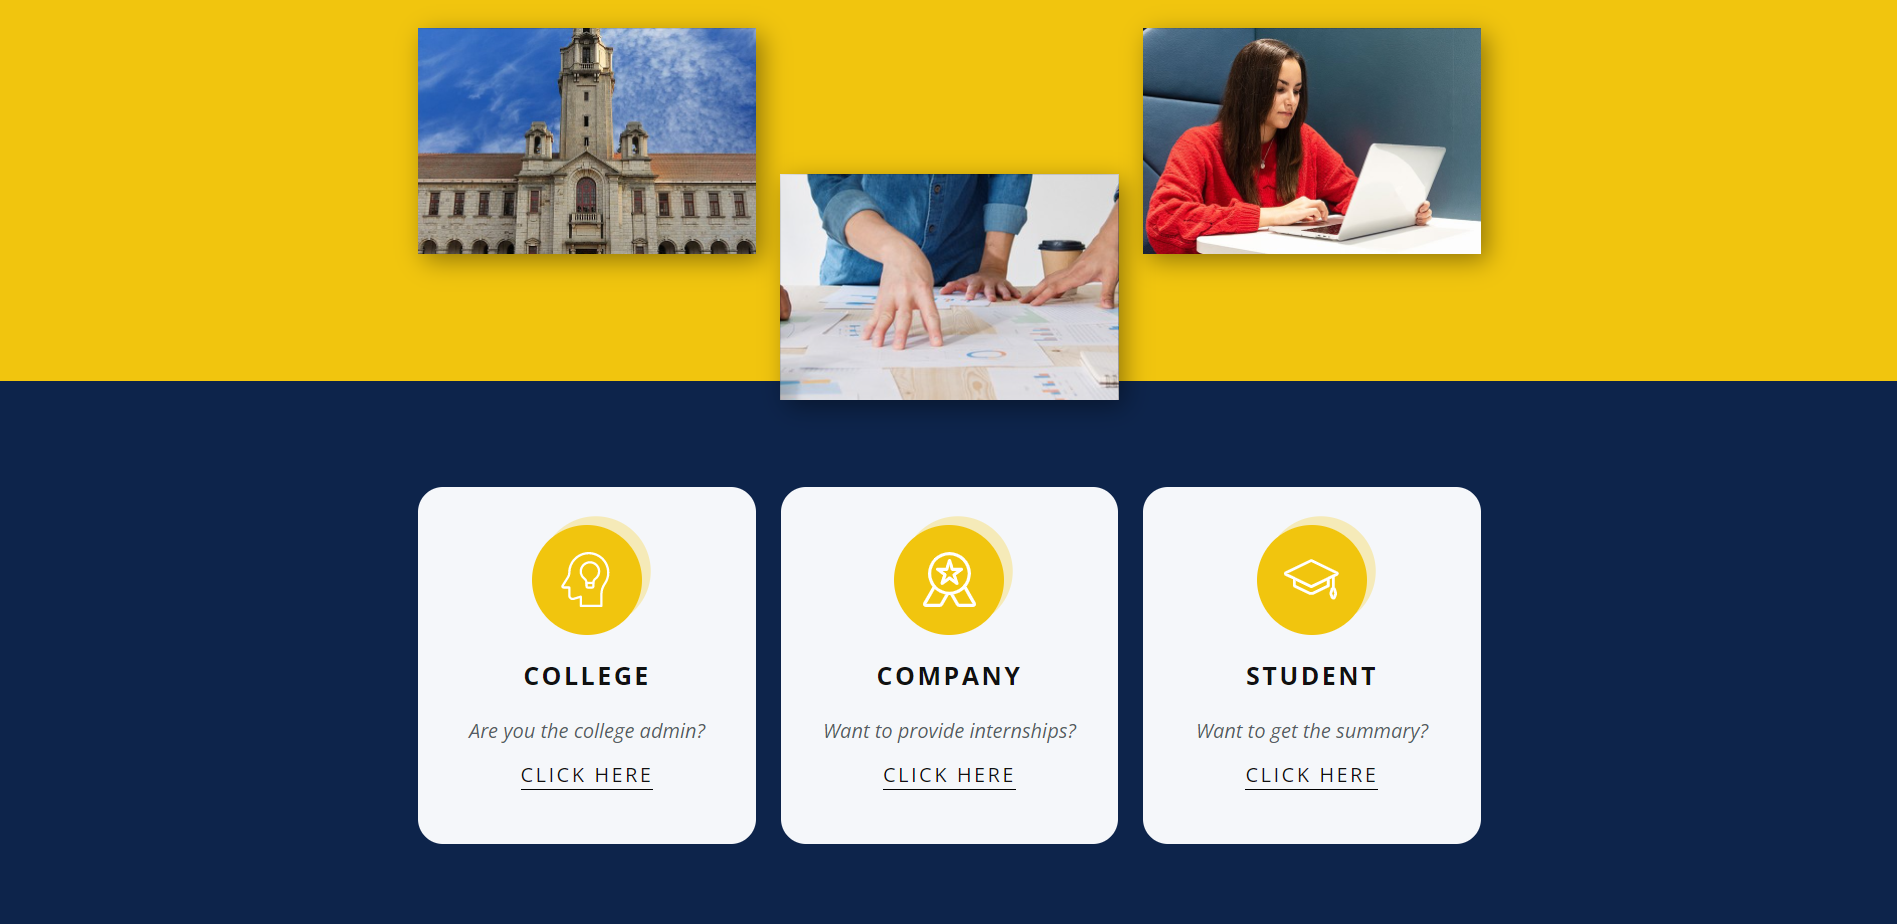 COLLEGE
Are you the college admin?
CLICK HERE
COMPANY
Want to provide internships?
CLICK HERE
STUDENT
Want to get the summary?
CLICK HERE